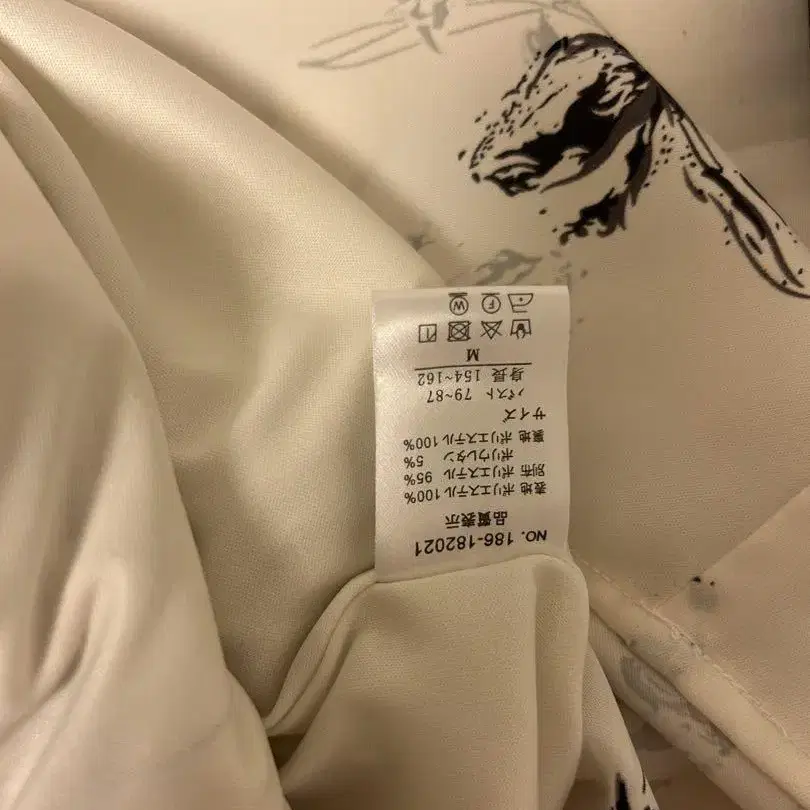 NO. 186-182021
品質表示
表地 ポリエステル100%
別布 ポリエステル 95%
ポリウレタン 5%
裏地 ポリエステル100%
サイズ
バスト 79~87
身長 154~162
M
F W